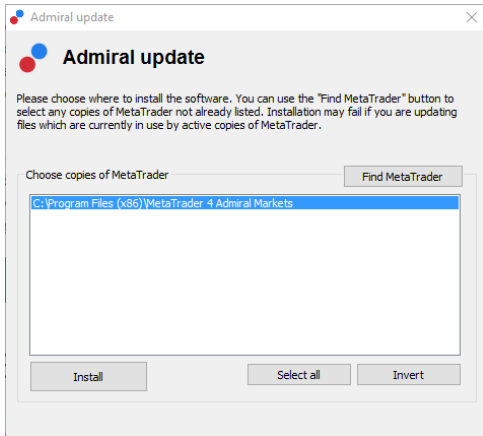 Admiral update
Admiral update
Please choose where to install the software. You can use the "Find MetaTrader" button to
select any copies of MetaTrader not already listed. Installation may fail if you are updating
files which are currently in use by active copies of MetaTrader.
Choose copies of MetaTrader
Find MetaTrader
C:\Program Files (x86)\MetaTrader 4 Admiral Markets
Install
Select all
Invert